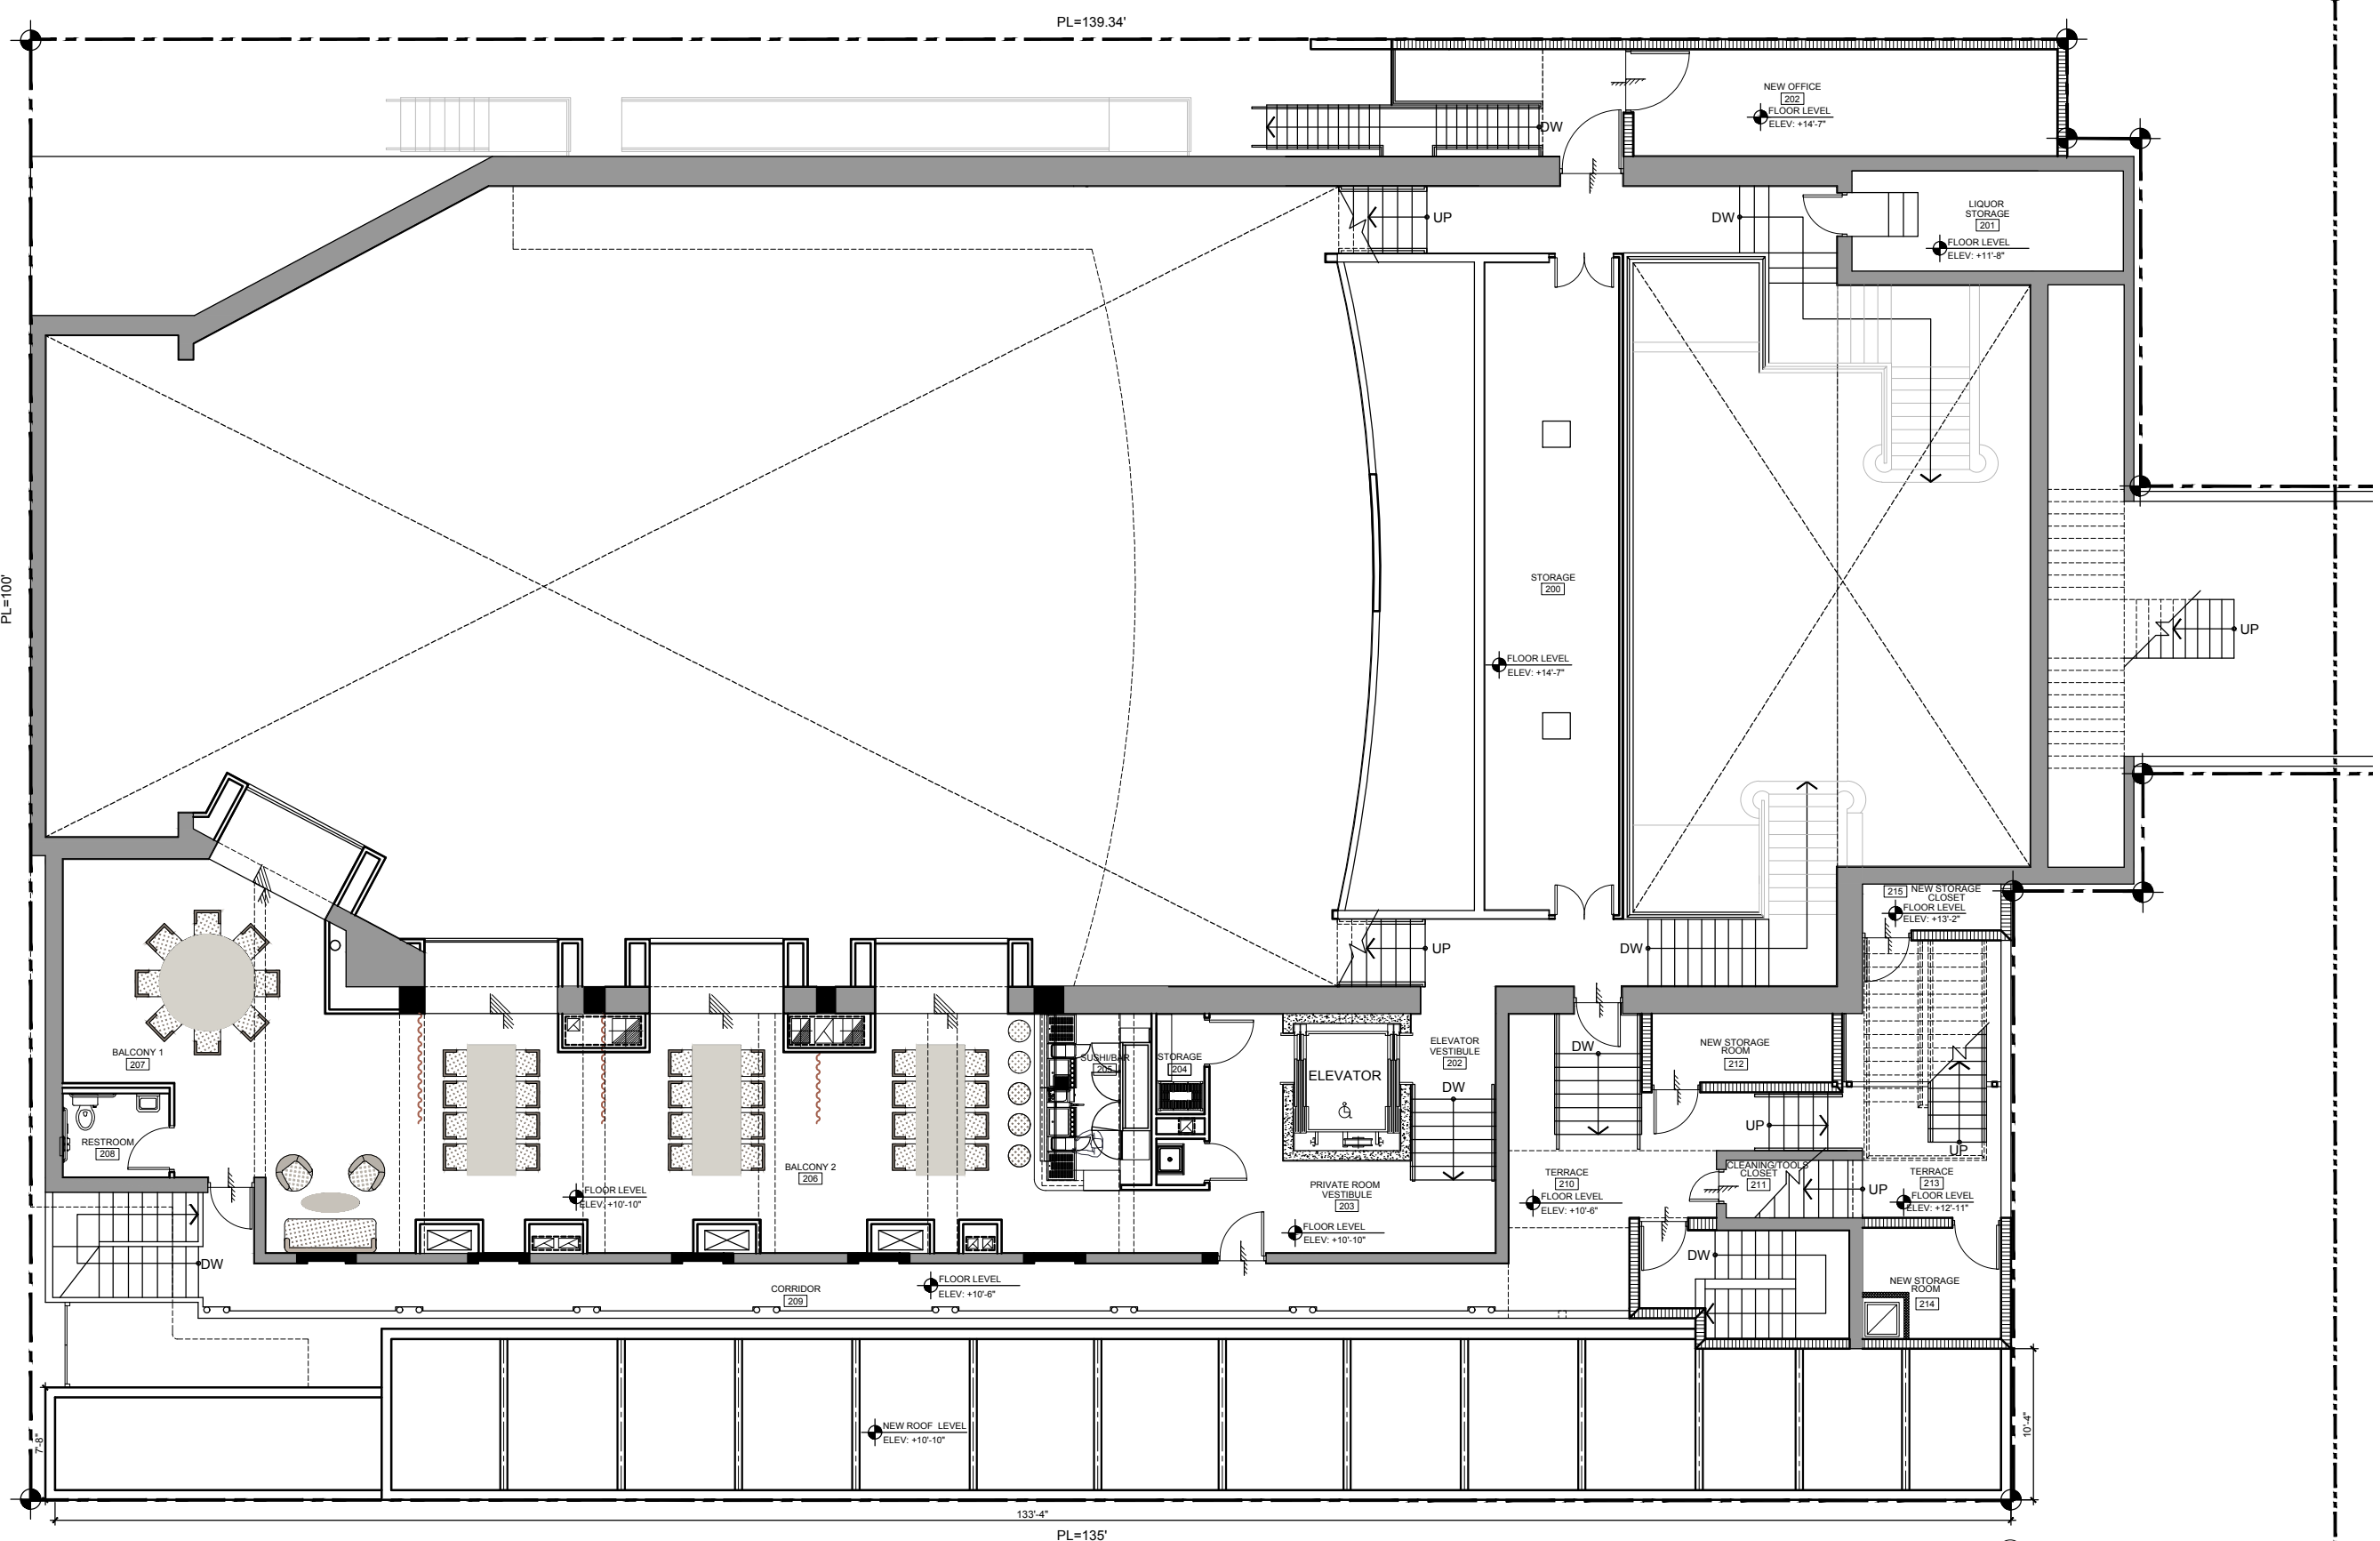 PL=139.34'
NEW OFFICE
202
FLOOR LEVEL
ELEV: +14'-7"
DW
UP
DW
LIQUOR
STORAGE
201
FLOOR LEVEL
ELEV: +11'-8"
PL=100'
STORAGE
200
FLOOR LEVEL
ELEV: +14'-7"
UP
215 NEW STORAGE
CLOSET
FLOOR LEVEL
ELEV: +13'-2"
UP
DW
BALCONY 1
207
SUSHI/BAR
205
STORAGE
204
ELEVATOR
ELEVATOR
VESTIBULE
202
DW
DW
NEW STORAGE
ROOM
212
UP
UP
RESTROOM
208
BALCONY 2
206
FLOOR LEVEL
ELEV: +10'-10"
PRIVATE ROOM
VESTIBULE
203
FLOOR LEVEL
ELEV: +10'-10"
TERRACE
210
FLOOR LEVEL
ELEV: +10'-6"
CLEANING/TOOLS
CLOSET
211
UP
TERRACE
213
FLOOR LEVEL
ELEV: +12'-11"
DW
DW
CORRIDOR
209
FLOOR LEVEL
ELEV: +10'-6"
NEW STORAGE
ROOM
214
NEW ROOF LEVEL
ELEV: +10'-10"
7'-8"
10'-4"
133'-4"
PL=135'